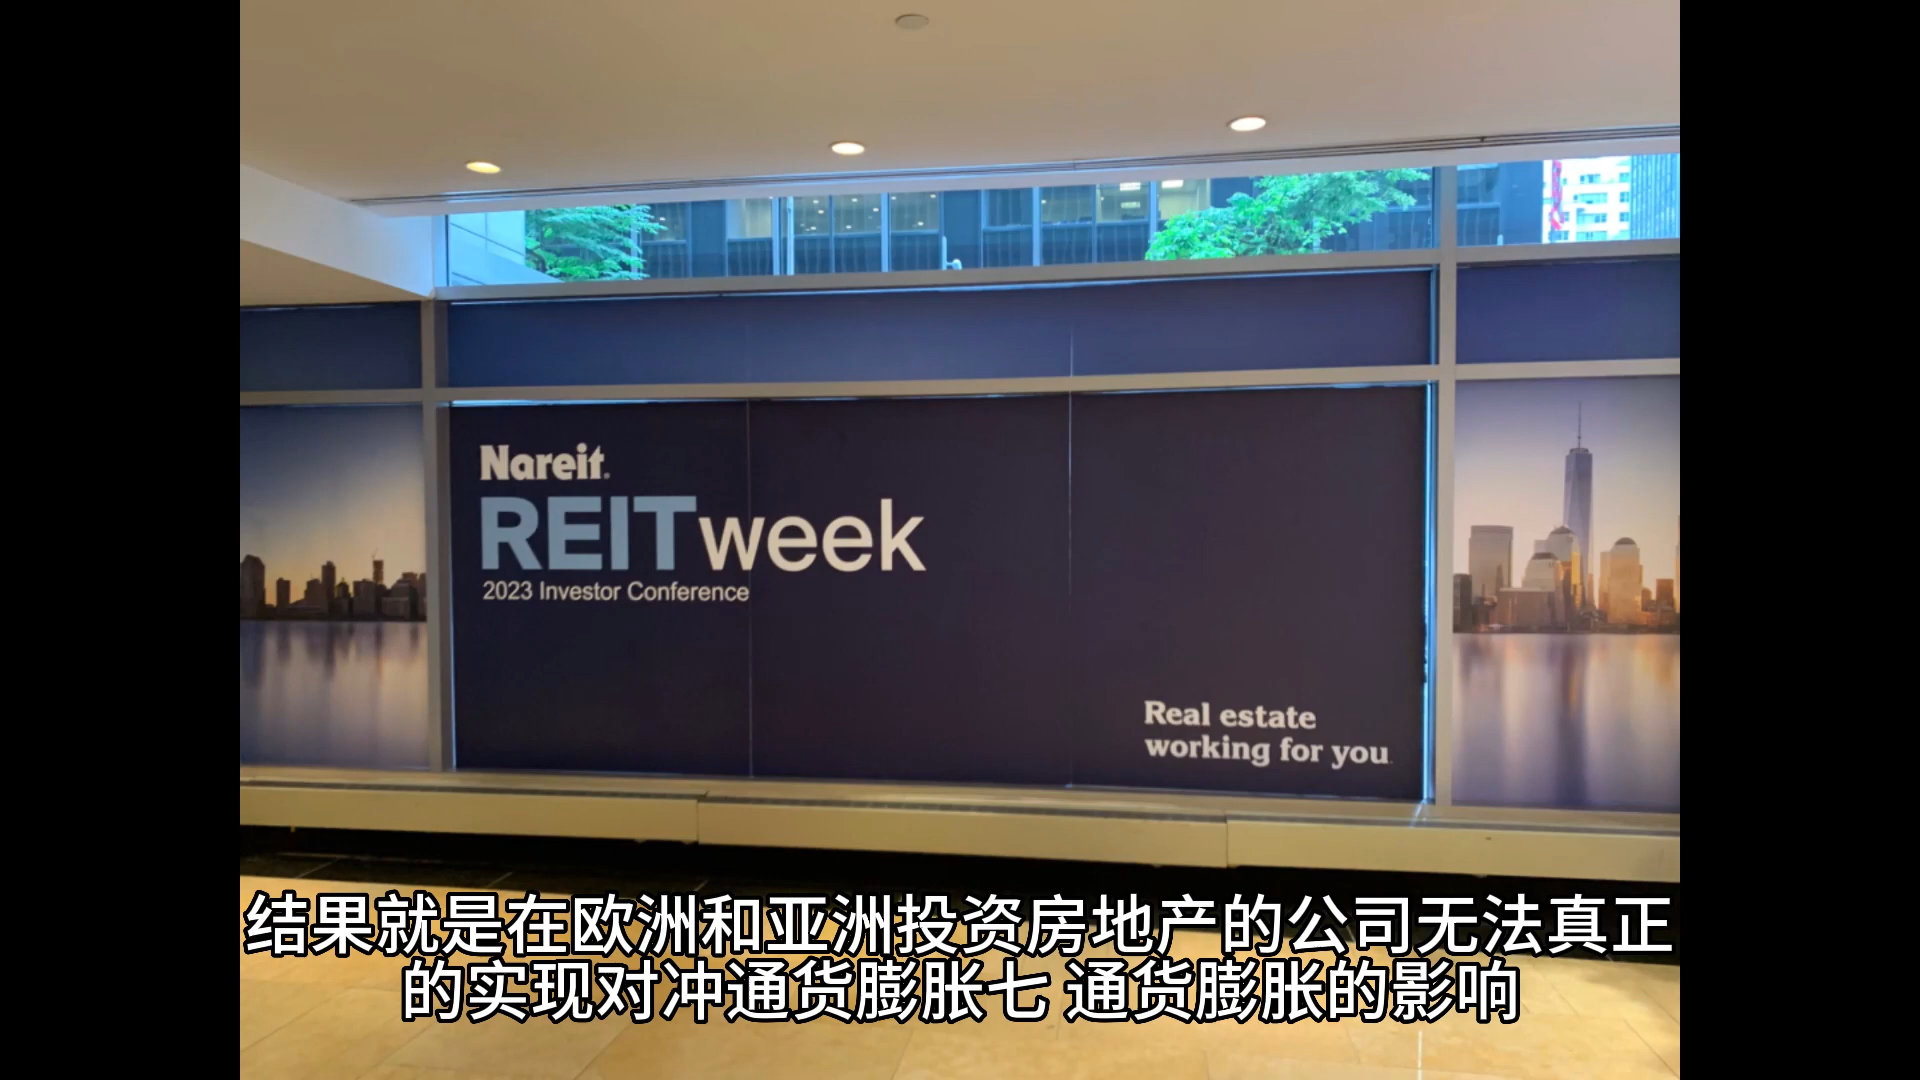 Nareit.
REITweek
2023 Investor Conference
Real estate
working for you.
结果就是在欧洲和亚洲投资房地产的公司无法真正
的实现对冲通货膨胀七 通货膨胀的影响